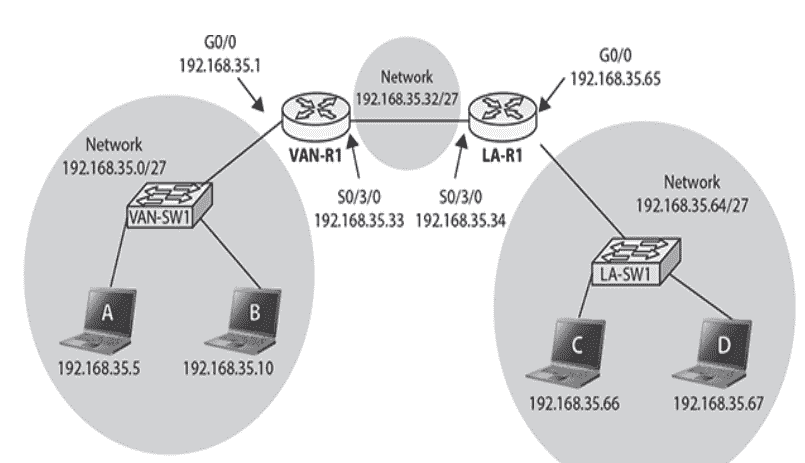 G0/0
192.168.35.1
Network
192.168.35.32/27
G0/0
192.168.35.65
VAN-R1
LA-R1
Network
192.168.35.0/27
S0/3/0
192.168.35.33
S0/3/0
192.168.35.34
Network
192.168.35.64/27
VAN-SW1
LA-SW1
A
B
192.168.35.5
192.168.35.10
C
D
192.168.35.66
192.168.35.67